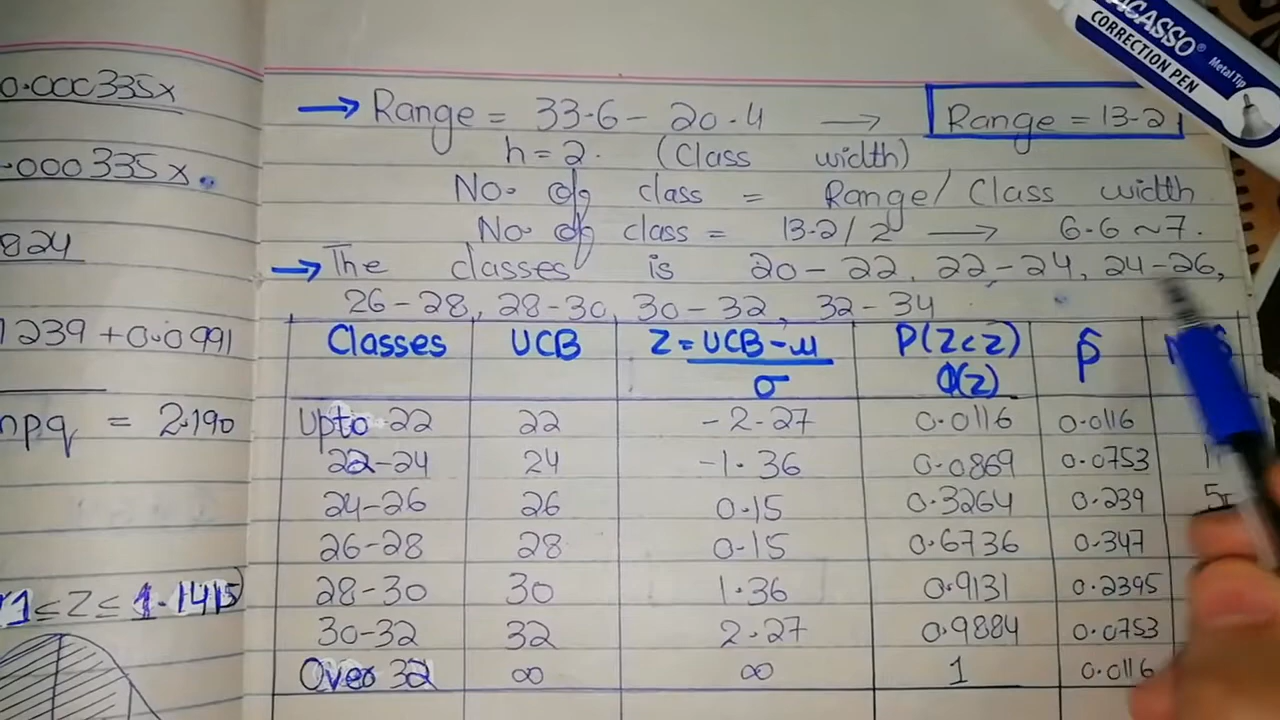 ACASSO®
CORRECTION PEN
Metal Tip
0.000335x
→ Range = 33.6 - 20.4 → Range = 13.2
h = 2. (Class width)
.000335x.
No. of class = Range/Class width
No. of class = 13.2/2 → 6.6 ~ 7.
824
→ The classes is 20-22, 22-24, 24-26,
26-28, 28-30, 30-32, 32-34
1239 + 0.0991
Classes UCB Z = UCB-µ/σ P(Z<z) Φ(z) p̂
npq = 2.190
Upto 22 22 -2.27 0.0116 0.0116
22-24 24 -1.36 0.0869 0.0753
24-26 26 0.15 0.3264 0.239
26-28 28 0.15 0.6736 0.347
28-30 30 1.36 0.9131 0.2395
1 ≤ Z ≤ 1.1415
30-32 32 2.27 0.9884 0.0753
Over 32 ∞ ∞ 1 0.0116